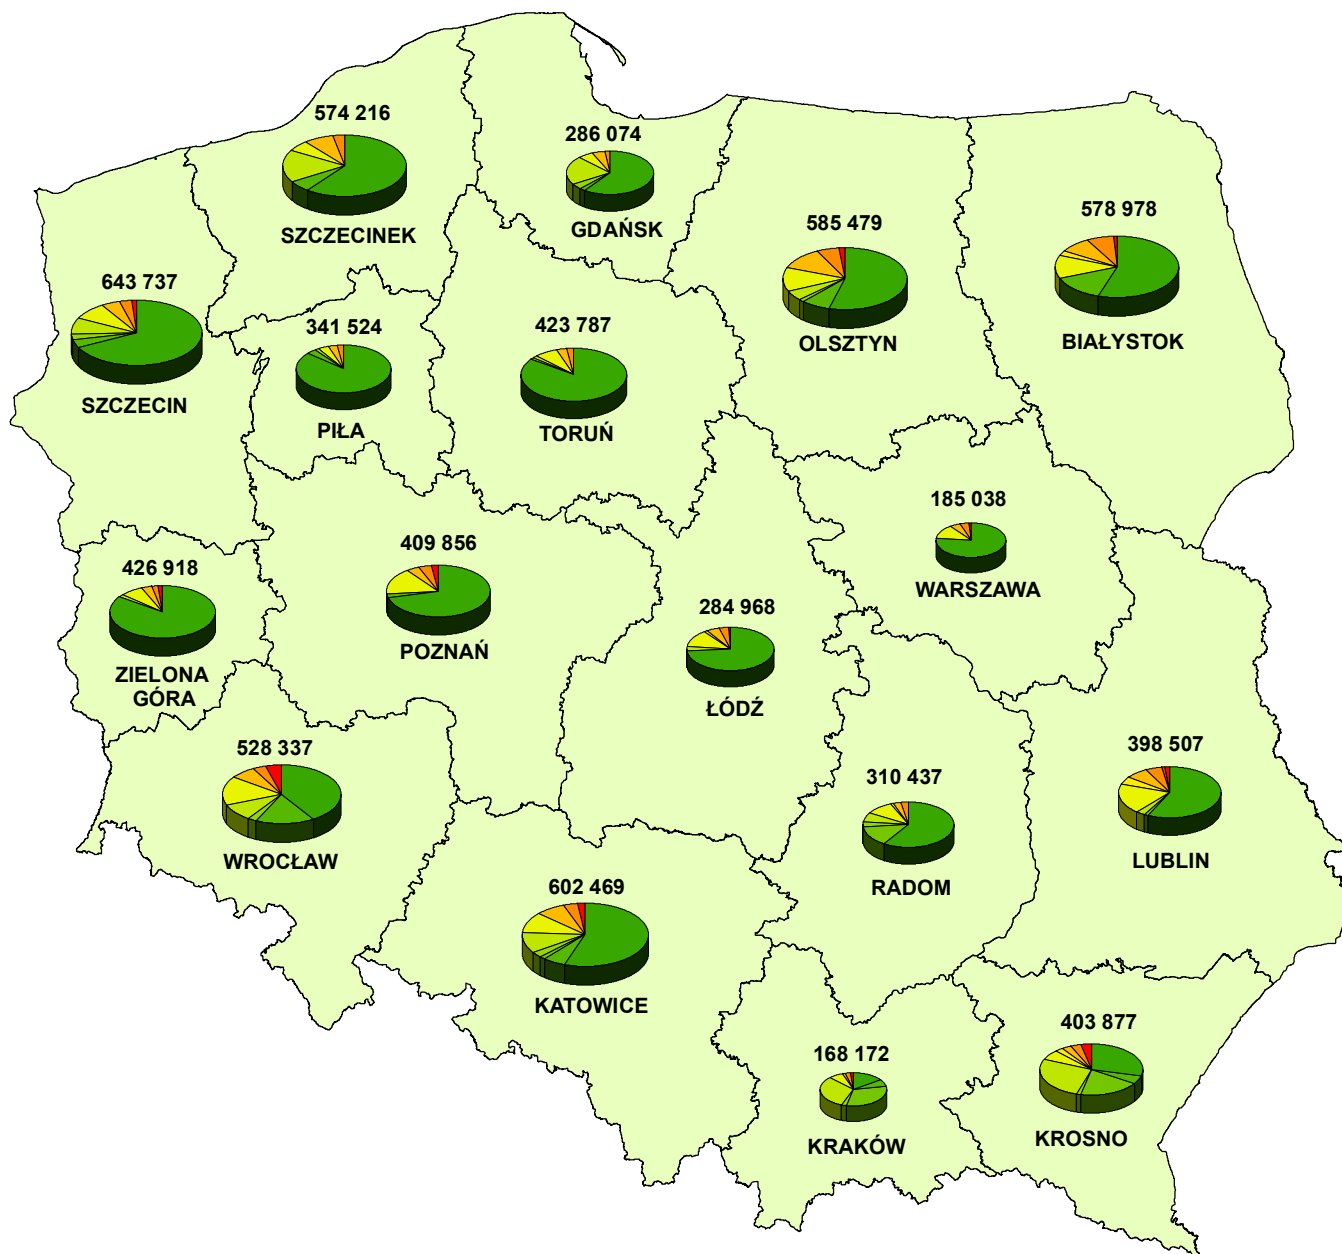 574 216
SZCZECINEK
286 074
GDAŃSK
585 479
OLSZTYN
578 978
BIAŁYSTOK
643 737
SZCZECIN
341 524
PIŁA
423 787
TORUŃ
185 038
WARSZAWA
426 918
ZIELONA
GÓRA
409 856
POZNAŃ
284 968
ŁÓDŹ
528 337
WROCŁAW
310 437
RADOM
398 507
LUBLIN
602 469
KATOWICE
168 172
KRAKÓW
403 877
KROSNO